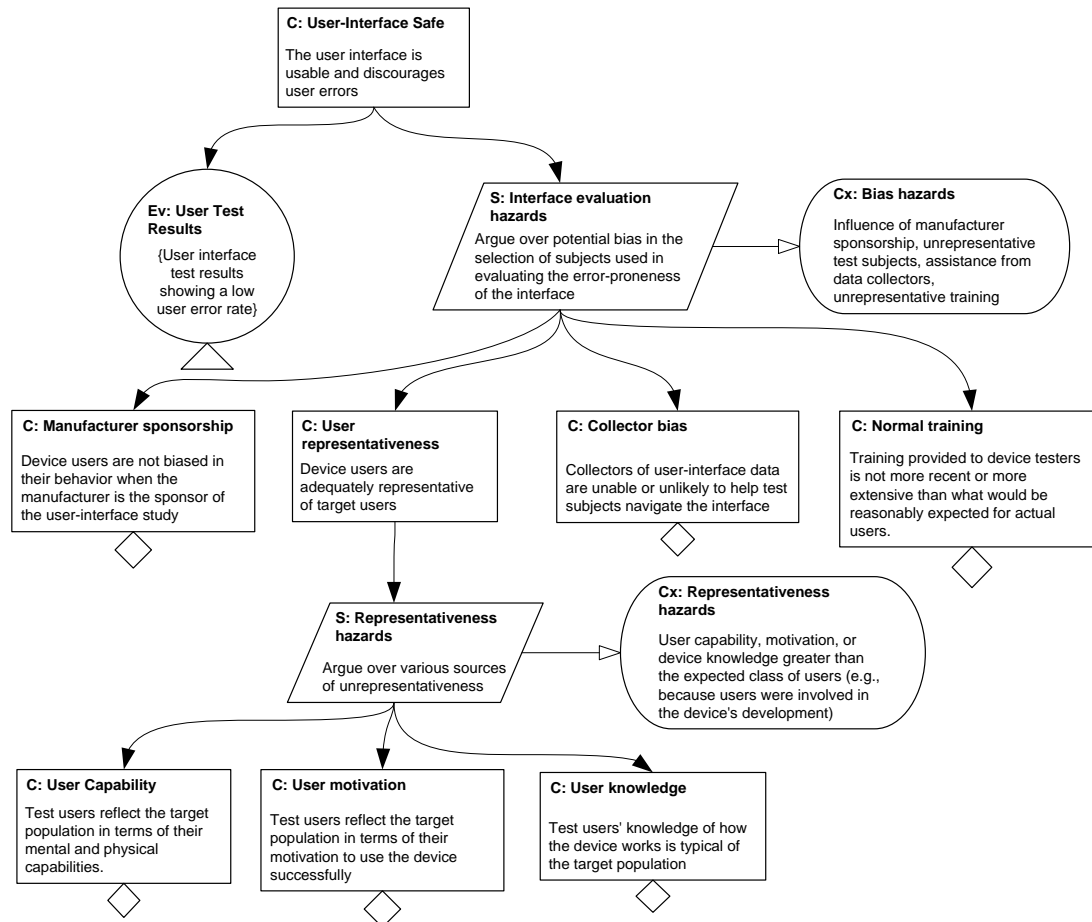 C: User-Interface Safe
The user interface is
usable and discourages
user errors
Ev: User Test
Results
{User interface
test results
showing a low
user error rate}
S: Interface evaluation
hazards
Argue over potential bias in the
selection of subjects used in
evaluating the error-proneness
of the interface
Cx: Bias hazards
Influence of manufacturer
sponsorship, unrepresentative
test subjects, assistance from
data collectors,
unrepresentative training
C: Manufacturer sponsorship
Device users are not biased in
their behavior when the
manufacturer is the sponsor of
the user-interface study
C: User
representativeness
Device users are
adequately representative
of target users
C: Collector bias
Collectors of user-interface data
are unable or unlikely to help test
subjects navigate the interface
C: Normal training
Training provided to device testers
is not more recent or more
extensive than what would be
reasonably expected for actual
users.
S: Representativeness
hazards
Argue over various sources
of unrepresentativeness
Cx: Representativeness
hazards
User capability, motivation, or
device knowledge greater than
the expected class of users (e.g.,
because users were involved in
the device's development)
C: User Capability
Test users reflect the target
population in terms of their
mental and physical
capabilities.
C: User motivation
Test users reflect the target
population in terms of their
motivation to use the device
successfully
C: User knowledge
Test users' knowledge of how
the device works is typical of
the target population